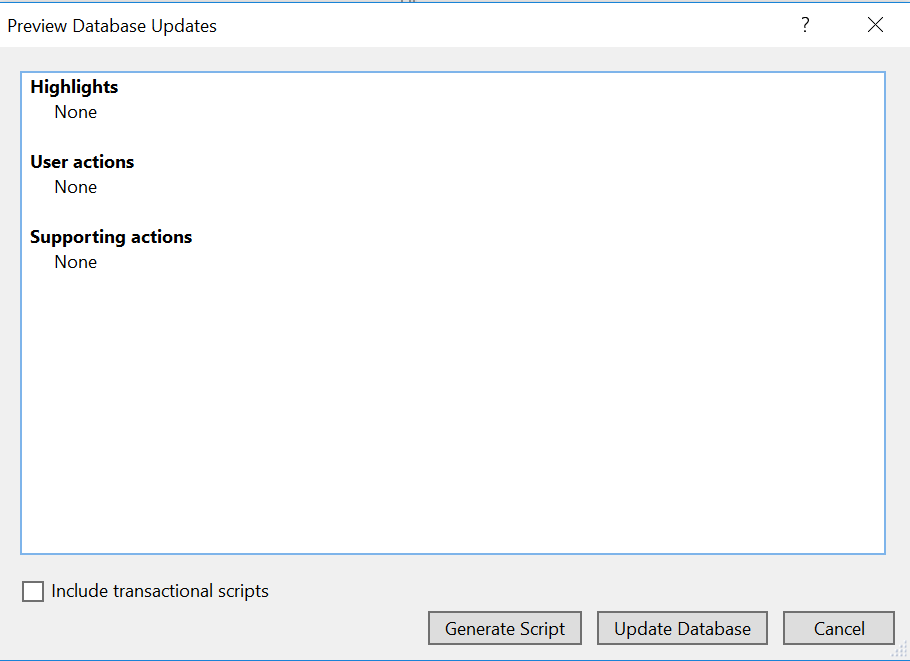 Preview Database Updates ?
Highlights
None
User actions
None
Supporting actions
None
Include transactional scripts
Generate Script Update Database Cancel